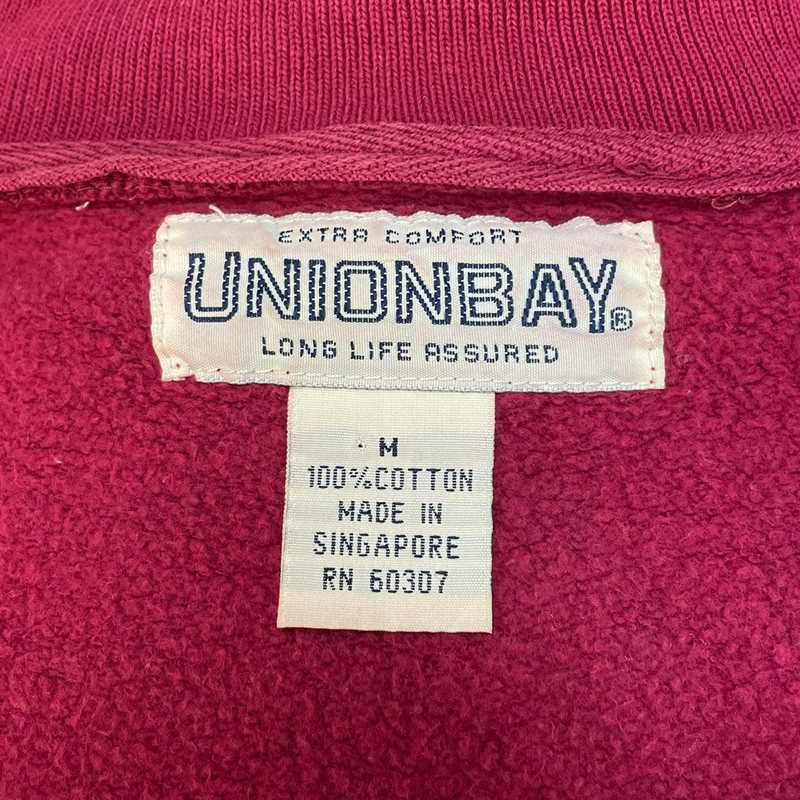 EXTRA COMFORT
UNIONBAY®
LONG LIFE ASSURED
M
100% COTTON
MADE IN
SINGAPORE
RN 60307